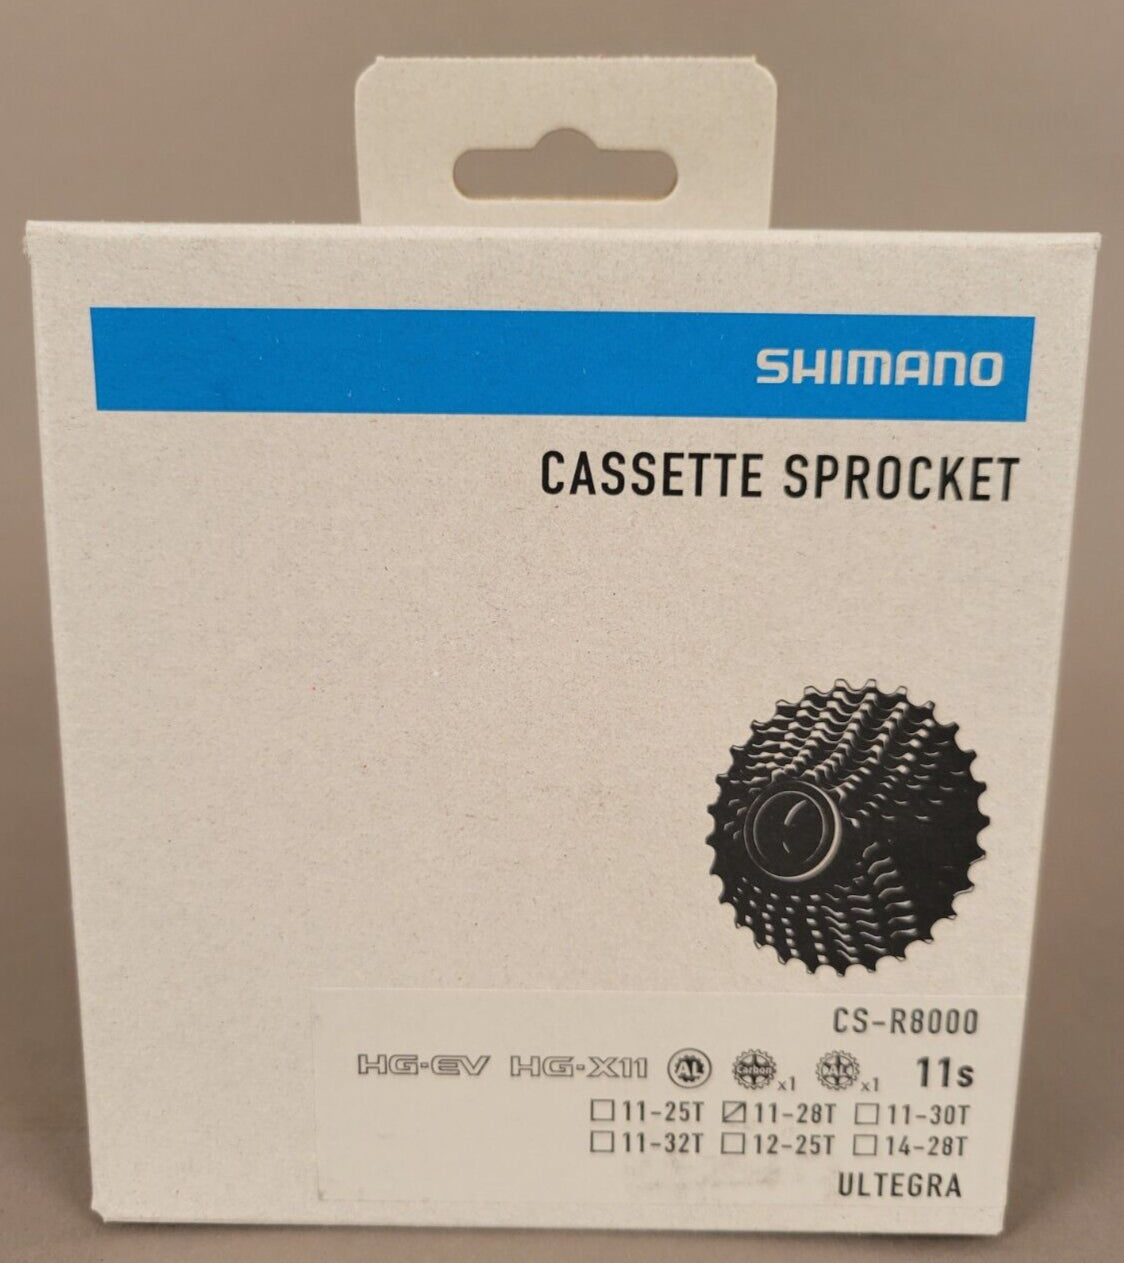 SHIMANO
CASSETTE SPROCKET
CS-R8000
HG-EV HG-X11 AL Carbon x1 AL x1 11s
11-25T 11-28T 11-30T
11-32T 12-25T 14-28T
ULTEGRA